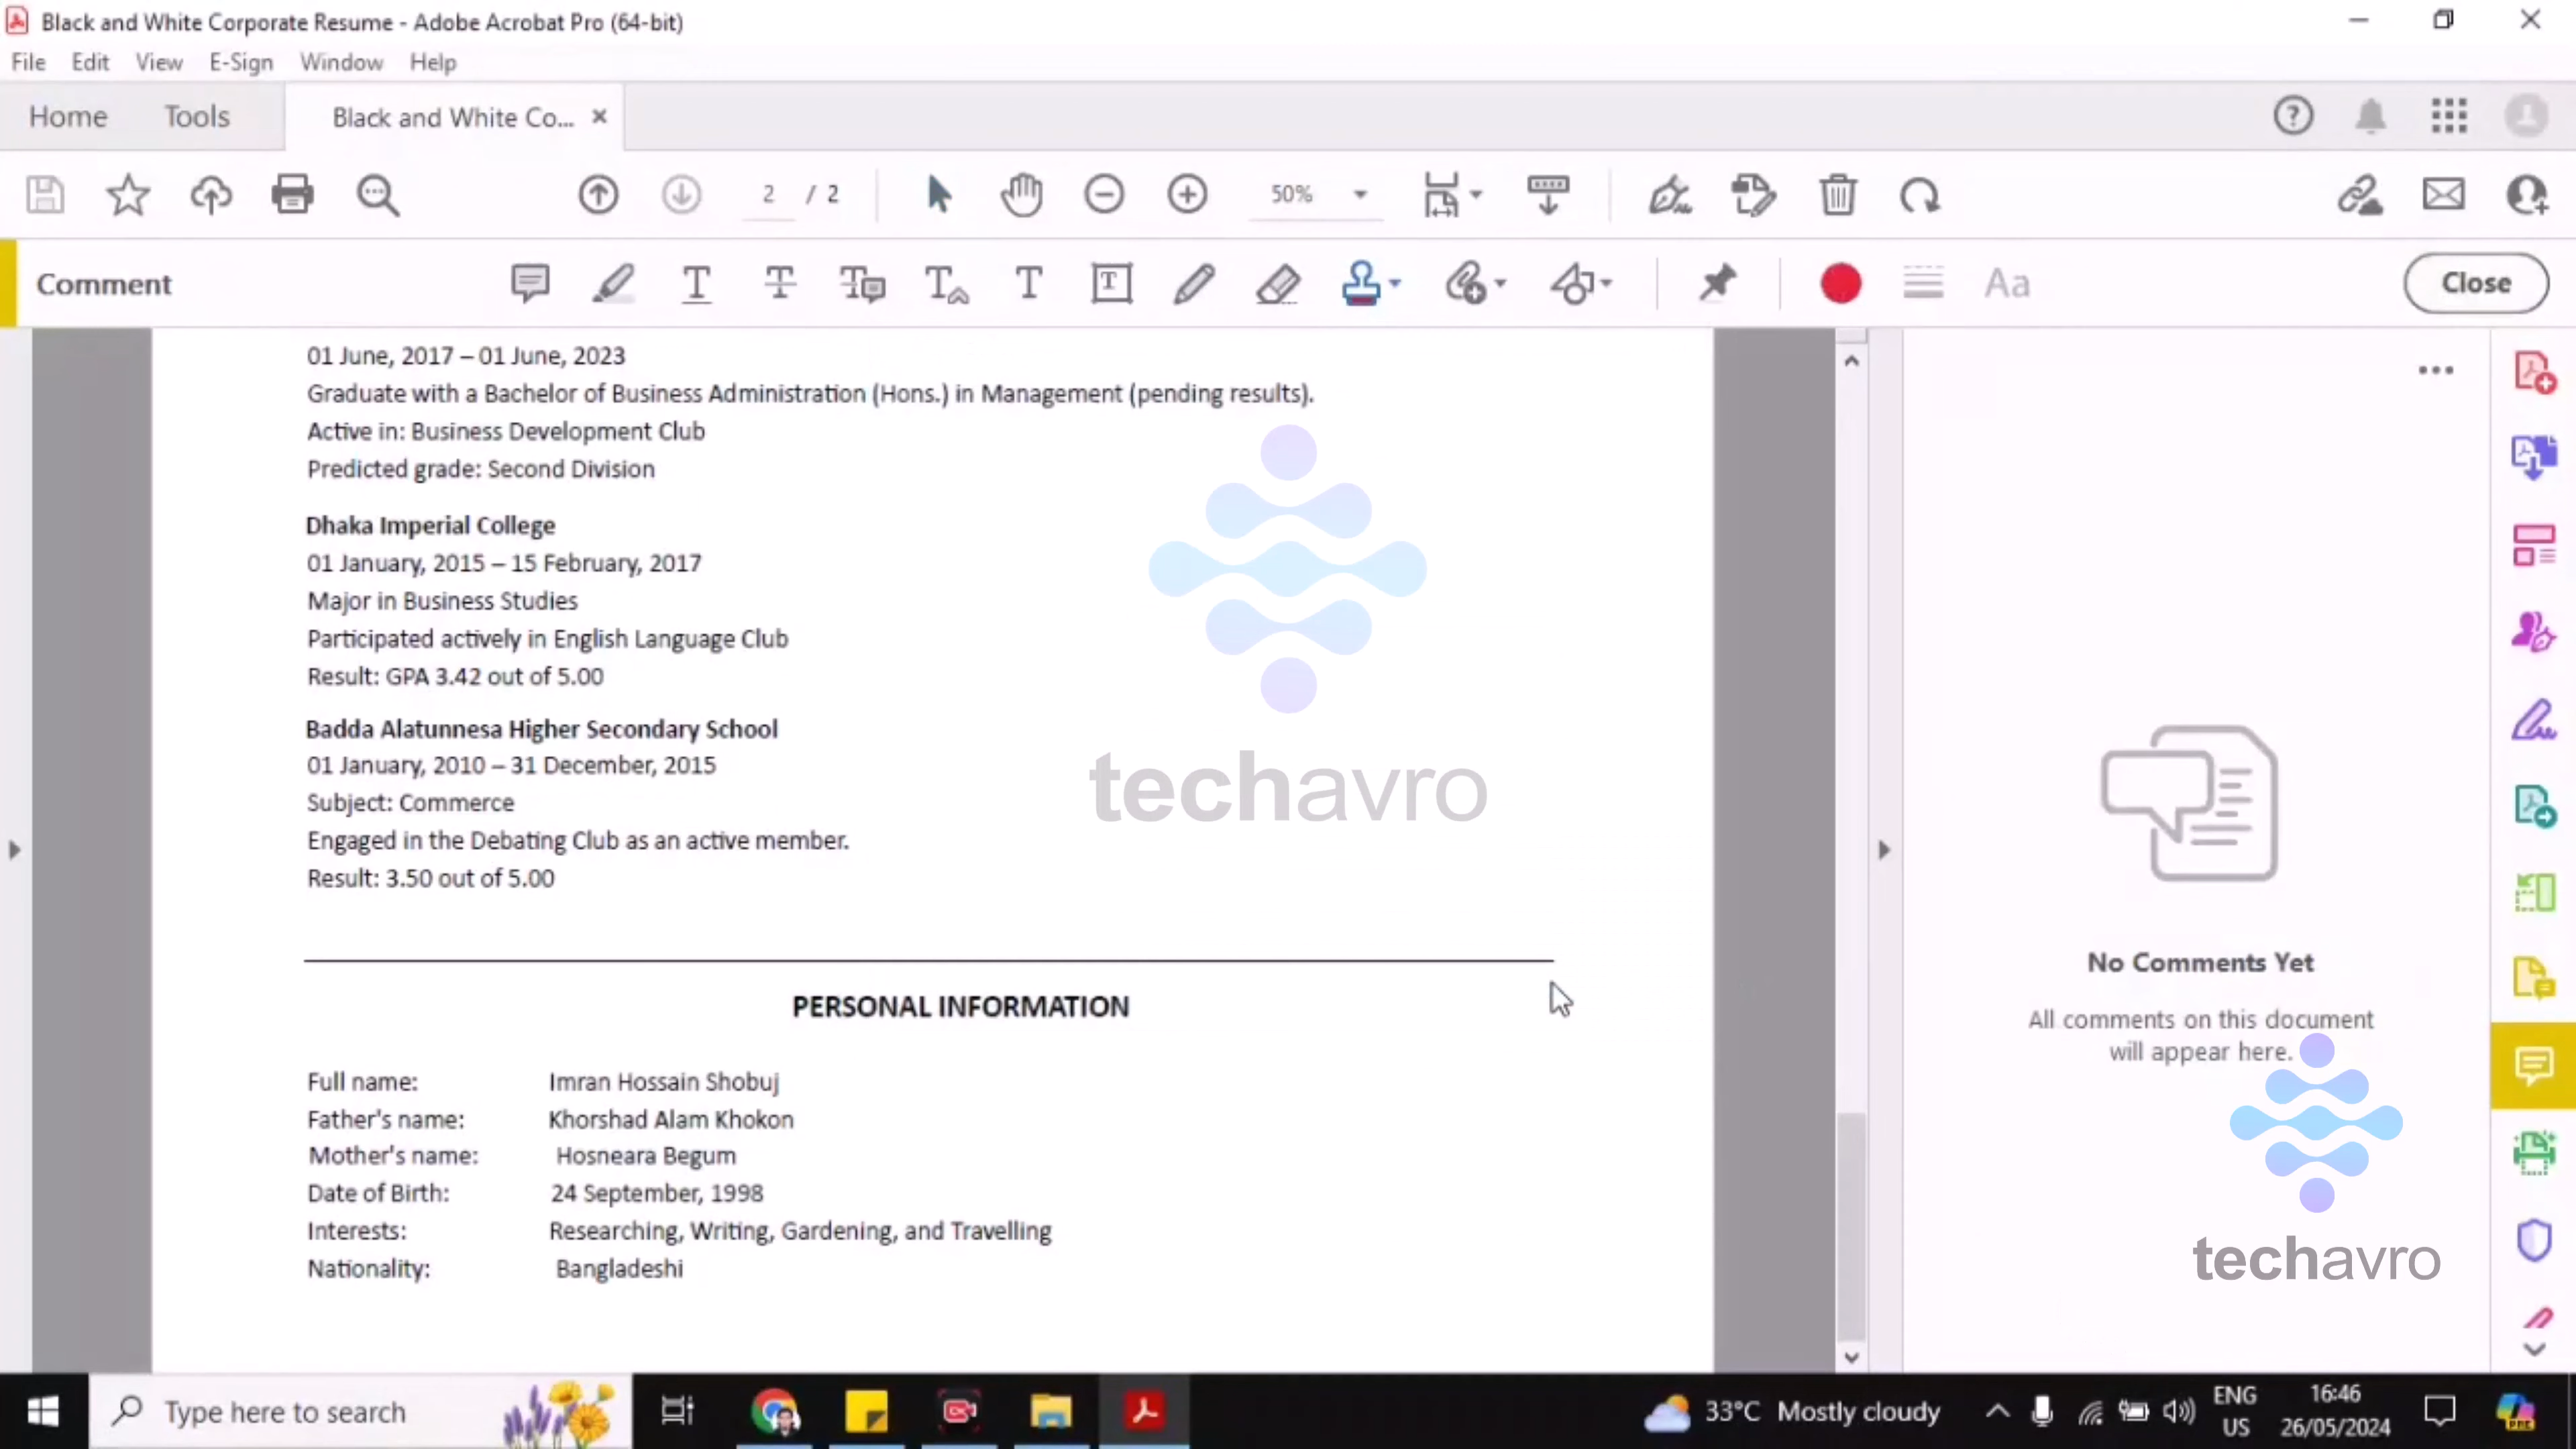 Black and White Corporate Resume - Adobe Acrobat Pro (64-bit)
File Edit View E-Sign Window Help
Home Tools Black and White Co...
2 / 2 50%
Comment Aa Close
01 June, 2017 – 01 June, 2023
Graduate with a Bachelor of Business Administration (Hons.) in Management (pending results).
Active in: Business Development Club
Predicted grade: Second Division
Dhaka Imperial College
01 January, 2015 – 15 February, 2017
Major in Business Studies
Participated actively in English Language Club
Result: GPA 3.42 out of 5.00
Badda Alatunnesa Higher Secondary School
01 January, 2010 – 31 December, 2015
Subject: Commerce
Engaged in the Debating Club as an active member.
Result: 3.50 out of 5.00
techavro
PERSONAL INFORMATION
Full name: Imran Hossain Shobuj
Father's name: Khorshad Alam Khokon
Mother's name: Hosneara Begum
Date of Birth: 24 September, 1998
Interests: Researching, Writing, Gardening, and Travelling
Nationality: Bangladeshi
No Comments Yet
All comments on this document
will appear here.
techavro
Type here to search
33°C Mostly cloudy
ENG
US
16:46
26/05/2024
PRE